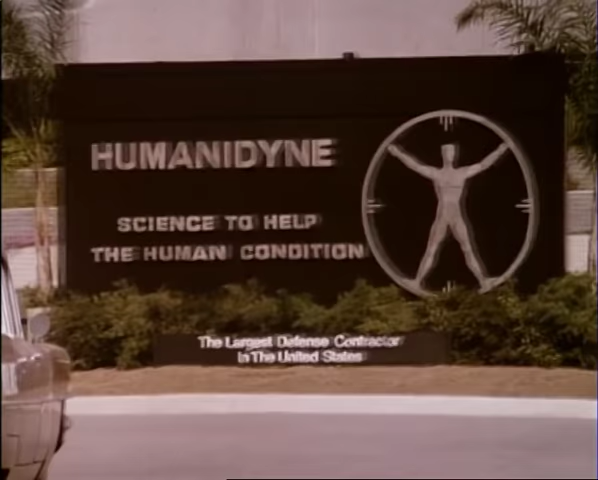 HUMANIDYNE
SCIENCE TO HELP
THE HUMAN CONDITION
The Largest Defense Contractor
In The United States